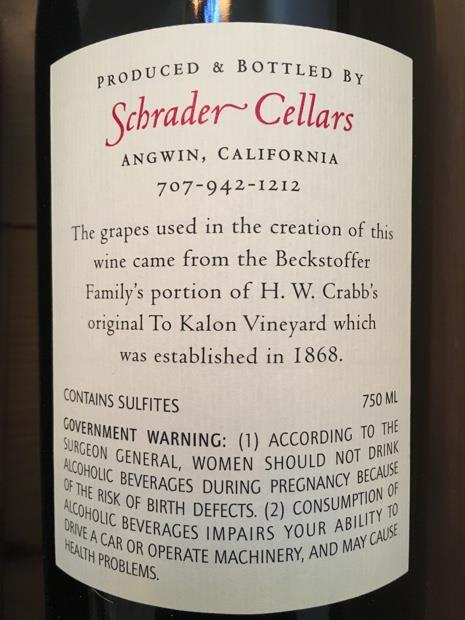 PRODUCED & BOTTLED BY
Schrader Cellars
ANGWIN, CALIFORNIA
707-942-1212
The grapes used in the creation of this
wine came from the Beckstoffer
Family's portion of H. W. Crabb's
original To Kalon Vineyard which
was established in 1868.
CONTAINS SULFITES 750 ML
GOVERNMENT WARNING: (1) ACCORDING TO THE
SURGEON GENERAL, WOMEN SHOULD NOT DRINK
ALCOHOLIC BEVERAGES DURING PREGNANCY BECAUSE
OF THE RISK OF BIRTH DEFECTS. (2) CONSUMPTION OF
ALCOHOLIC BEVERAGES IMPAIRS YOUR ABILITY TO
DRIVE A CAR OR OPERATE MACHINERY, AND MAY CAUSE
HEALTH PROBLEMS.